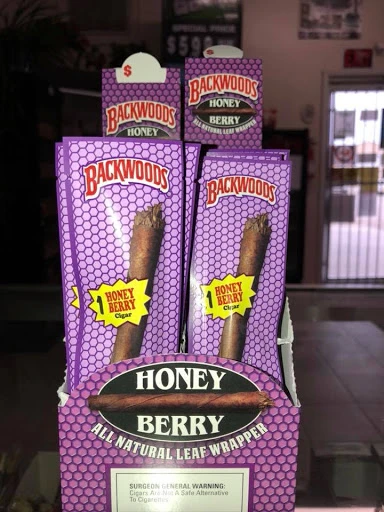 $59
$
BACKWOODS
HONEY
BACKWOODS
HONEY
BERRY
ALL NATURAL LEAF WRAPPER
BACKWOODS
1 HONEY
BERRY
Cigar
BACKWOODS
1 HONEY
BERRY
Cigar
HONEY
BERRY
ALL NATURAL LEAF WRAPPER
SURGEON GENERAL WARNING:
Cigars Are Not A Safe Alternative
To Cigarettes